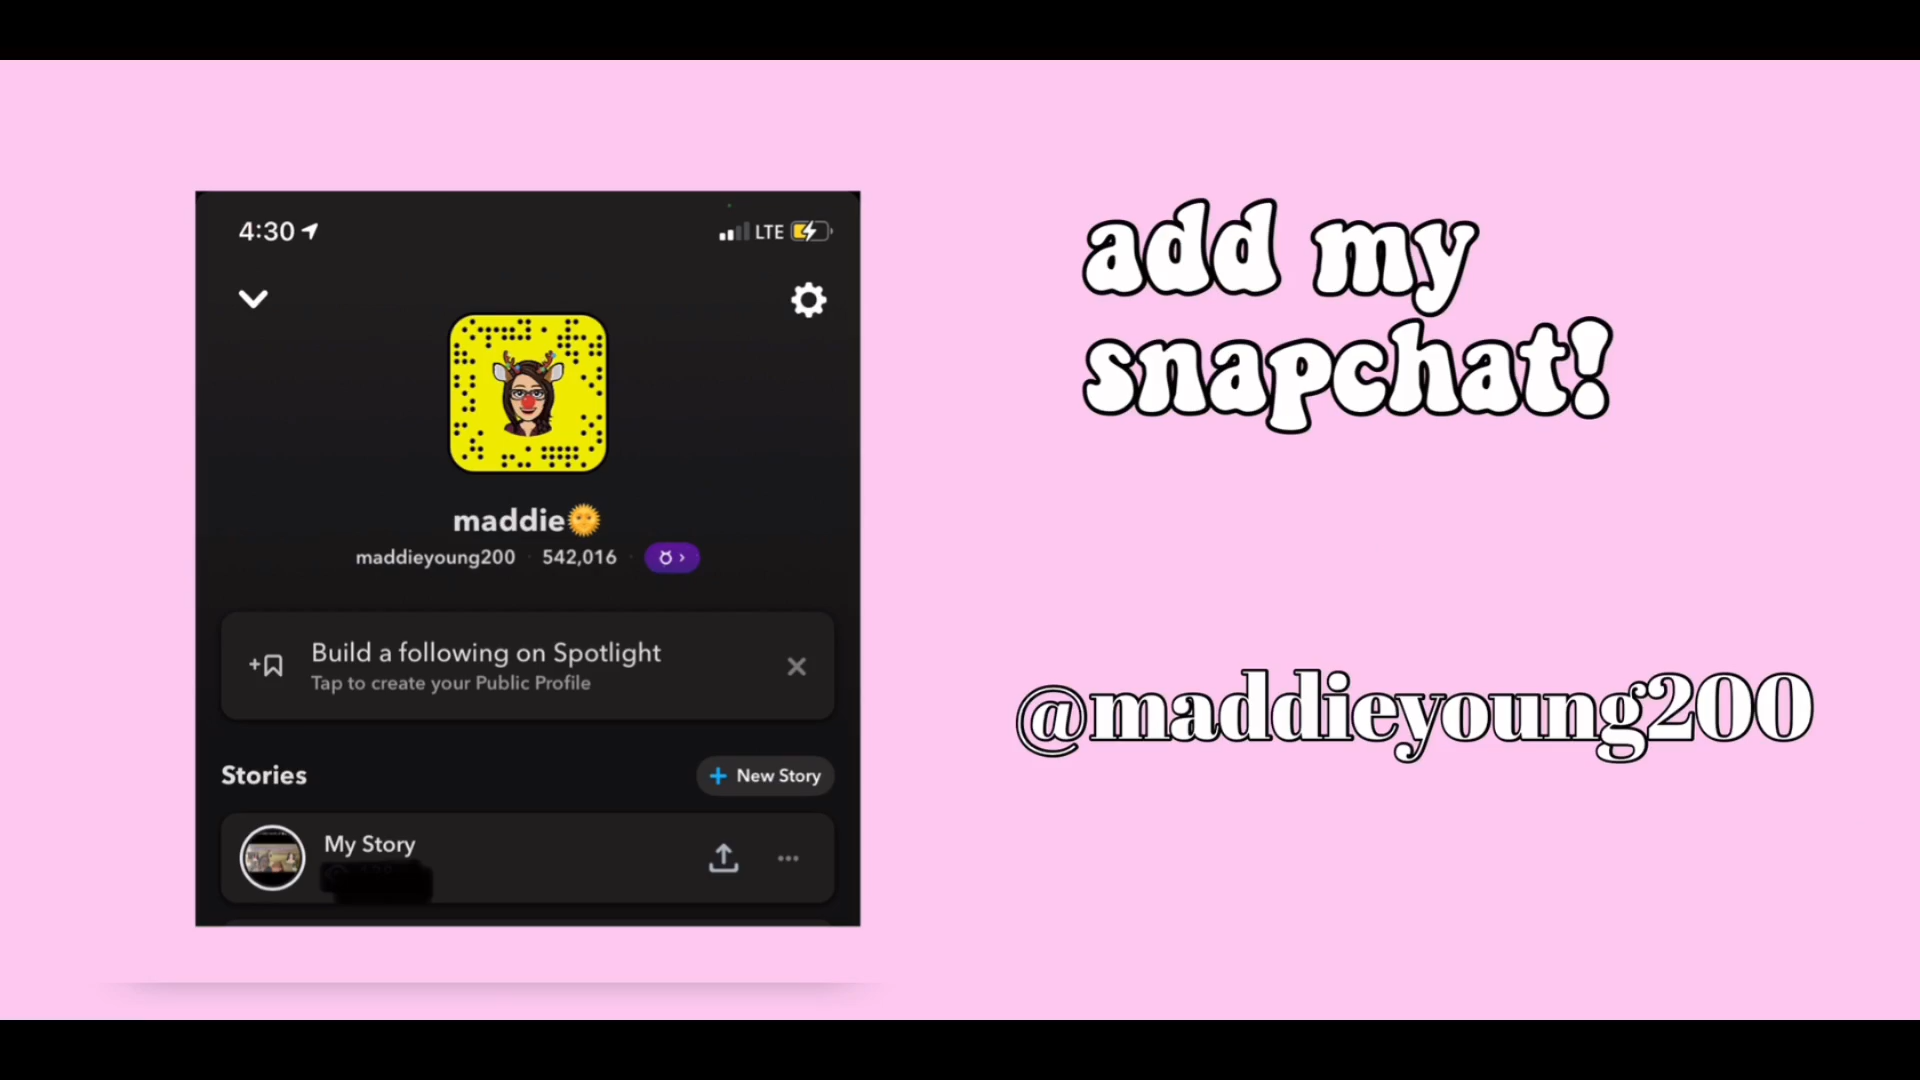 4:30 LTE
maddie🌞
maddieyoung200 · 542,016 ·
Build a following on Spotlight
Tap to create your Public Profile
Stories
+ New Story
My Story
add my
snapchat!
@maddieyoung200